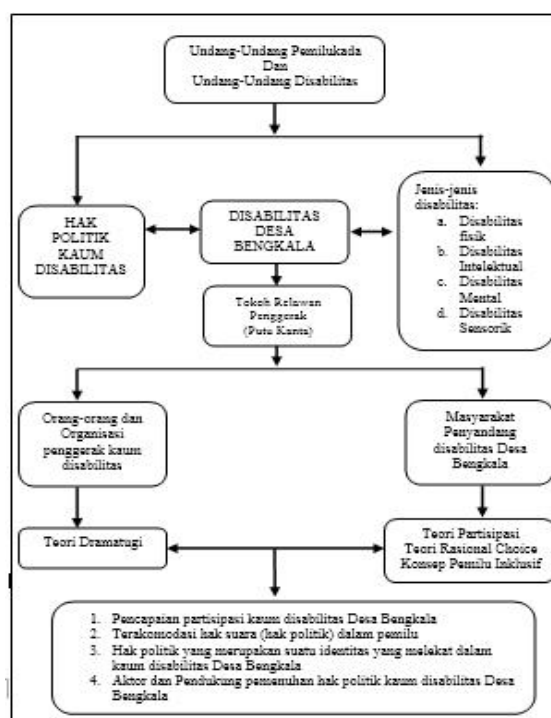 Undang-Undang Pemilukada
Dan
Undang-Undang Disabilitas
HAK
POLITIK
KAUM
DISABILITAS
DISABILITAS
DESA
BENGKALA
Jenis-jenis
disabilitas:
a. Disabilitas
fisik
b. Disabilitas
Intelektual
c. Disabilitas
Mental
d. Disabilitas
Sensorik
Tokoh Relawan
Penggerak
(Putu Kanta)
Orang-orang dan
Organisasi
penggerak kaum
disabilitas
Masyarakat
Penyandang
disabilitas Desa
Bengkala
Teori Dramatugi
Teori Partisipasi
Teori Rasional Choice
Konsep Pemilu Inklusif
1. Pencapaian partisipasi kaum disabilitas Desa Bengkala
2. Terakomodasi hak suara (hak politik) dalam pemilu
3. Hak politik yang merupakan suatu identitas yang melekat dalam
kaum disabilitas Desa Bengkala
4. Aktor dan Pendukung pemenuhan hak politik kaum disabilitas Desa
Bengkala